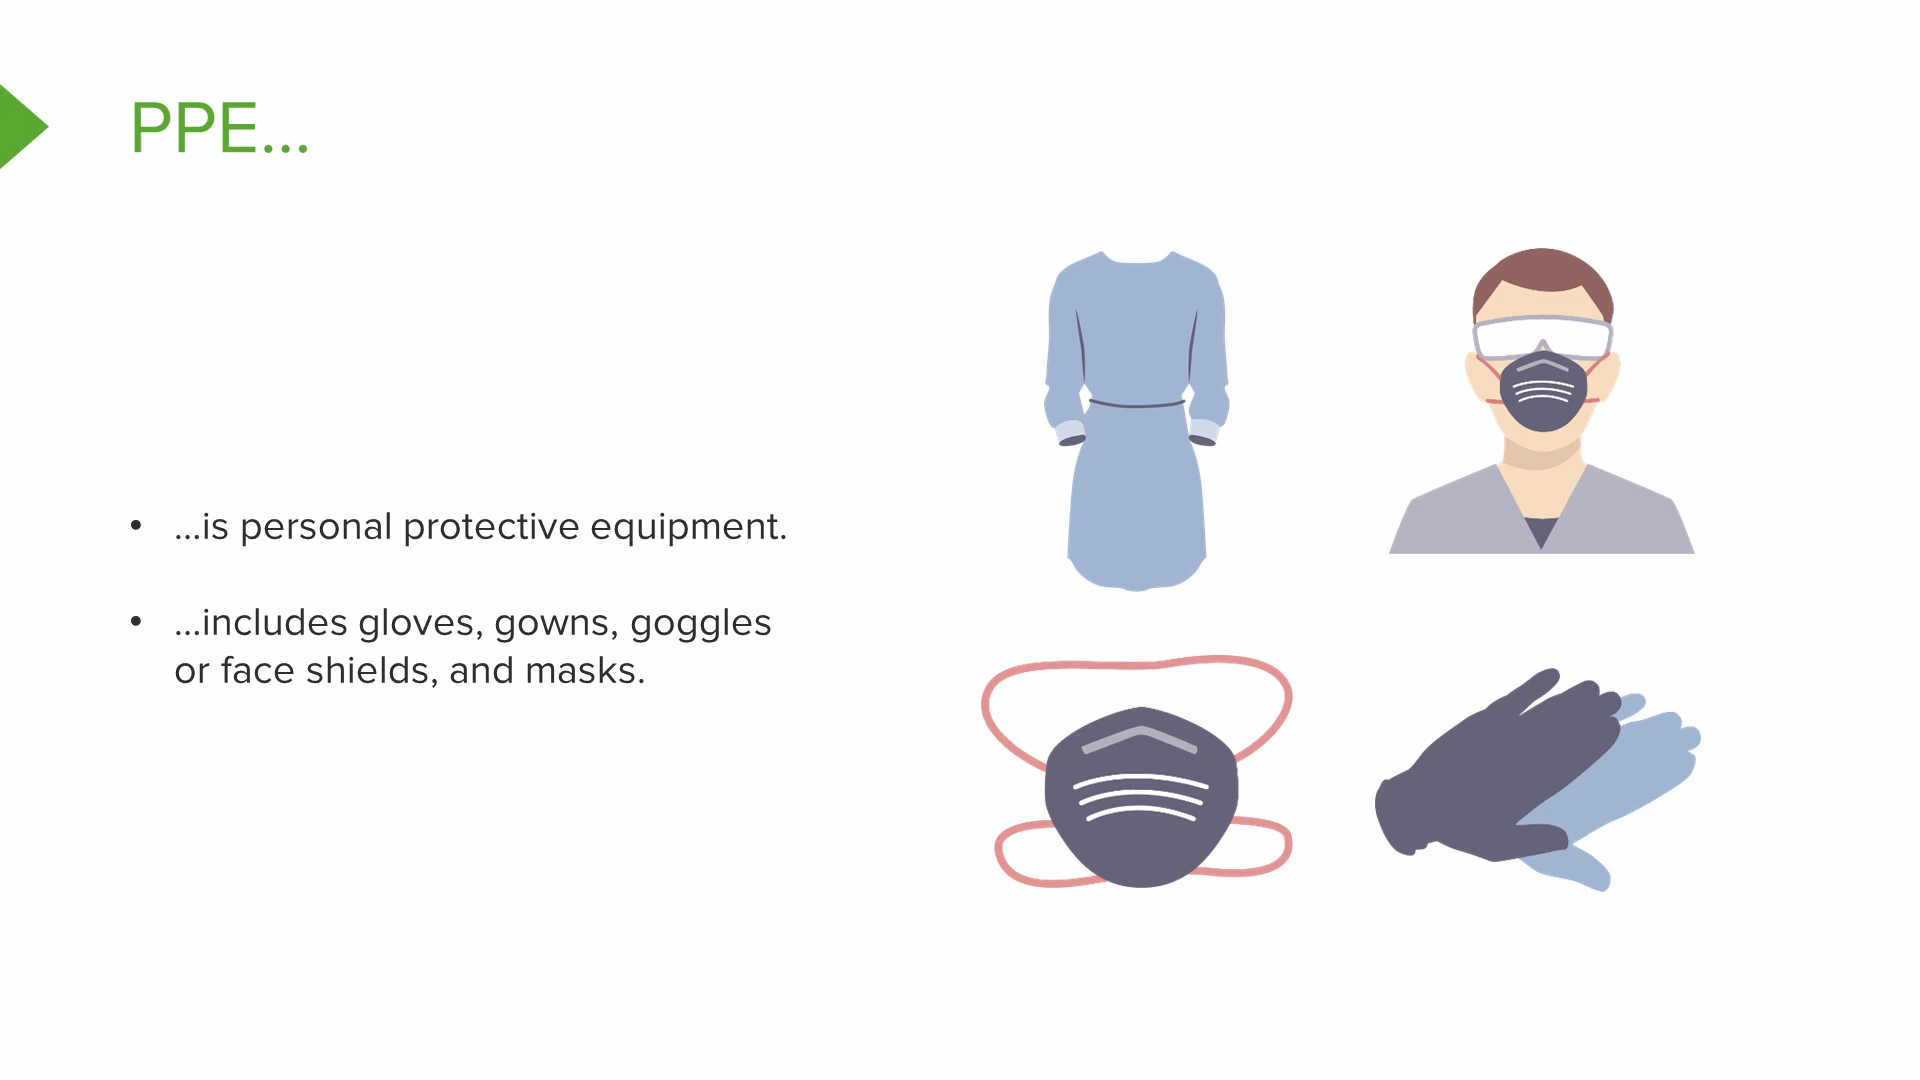 PPE...
• ...is personal protective equipment.
• ...includes gloves, gowns, goggles
or face shields, and masks.